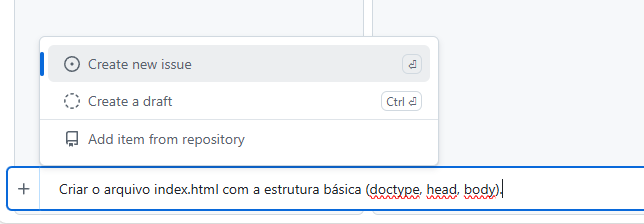 Create new issue
Create a draft Ctrl
Add item from repository
Criar o arquivo index.html com a estrutura básica (doctype, head, body).